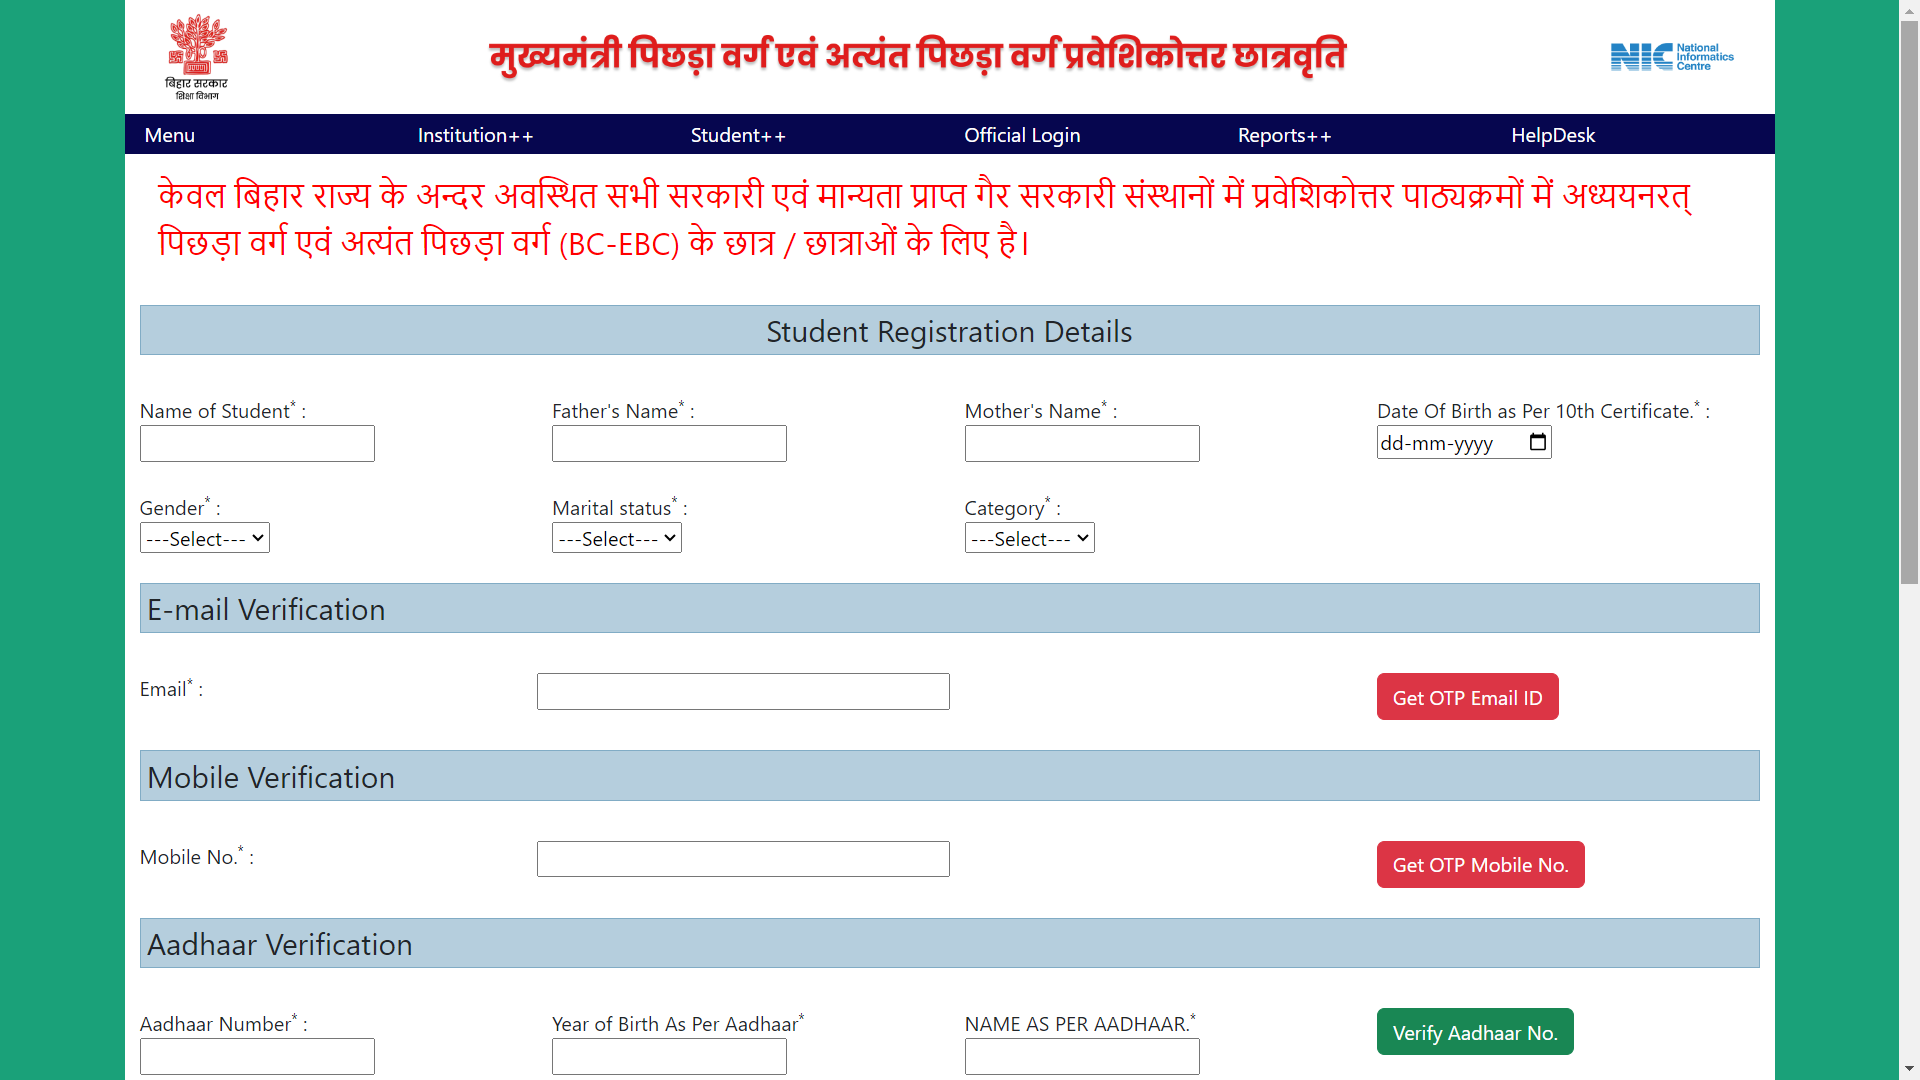 बिहार सरकार
शिक्षा विभाग
मुख्यमंत्री पिछड़ा वर्ग एवं अत्यंत पिछड़ा वर्ग प्रवेशिकोत्तर छात्रवृति
NIC National Informatics Centre
Menu Institution++ Student++ Official Login Reports++ HelpDesk
केवल बिहार राज्य के अन्दर अवस्थित सभी सरकारी एवं मान्यता प्राप्त गैर सरकारी संस्थानों में प्रवेशिकोत्तर पाठ्यक्रमों में अध्ययनरत्
पिछड़ा वर्ग एवं अत्यंत पिछड़ा वर्ग (BC-EBC) के छात्र / छात्राओं के लिए है।
Student Registration Details
Name of Student* : Father's Name* : Mother's Name* : Date Of Birth as Per 10th Certificate.* :
dd-mm-yyyy
Gender* : Marital status* : Category* :
---Select--- ---Select--- ---Select---
E-mail Verification
Email* : Get OTP Email ID
Mobile Verification
Mobile No.* : Get OTP Mobile No.
Aadhaar Verification
Aadhaar Number* : Year of Birth As Per Aadhaar* NAME AS PER AADHAAR.* Verify Aadhaar No.